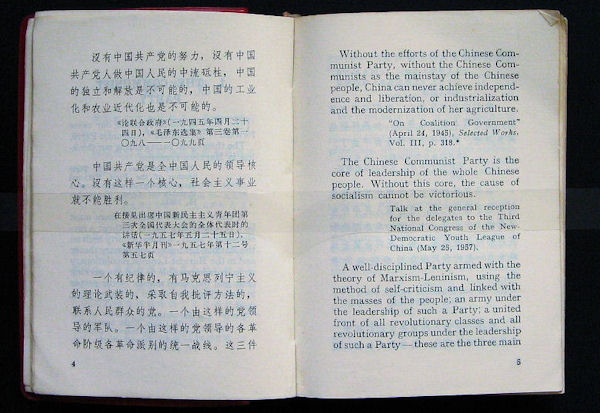 没有中国共产党的努力，没有中国
共产党人做中国人民的中流砥柱，中国
的独立和解放是不可能的，中国的工业
化和农业近代化也是不可能的。
《论联合政府》（一九四五年四月二十
四日），《毛泽东选集》第三卷第一
〇九八——一〇九九页
中国共产党是全中国人民的领导核
心。没有这样一个核心，社会主义事业
就不能胜利。
在接见出席中国新民主主义青年团第
三次全国代表大会的全体代表时的
讲话（一九五七年五月二十五日），
《新华半月刊》一九五七年第十二号
第五七页
一个有纪律的，有马克思列宁主义
的理论武装的，采取自我批评方法的，
联系人民群众的党。一个由这样的党领
导的军队。一个由这样的党领导的各革
命阶级各革命派别的统一战线。这三件
4
Without the efforts of the Chinese Com-
munist Party, without the Chinese Com-
munists as the mainstay of the Chinese
people, China can never achieve independ-
ence and liberation, or industrialization
and the modernization of her agriculture.
"On Coalition Government"
(April 24, 1945), Selected Works,
Vol. III, p. 318.*
The Chinese Communist Party is the
core of leadership of the whole Chinese
people. Without this core, the cause of
socialism cannot be victorious.
Talk at the general reception
for the delegates to the Third
National Congress of the New-
Democratic Youth League of
China (May 25, 1957).
A well-disciplined Party armed with the
theory of Marxism-Leninism, using the
method of self-criticism and linked with
the masses of the people; an army under
the leadership of such a Party; a united
front of all revolutionary classes and all
revolutionary groups under the leadership
of such a Party — these are the three main
5